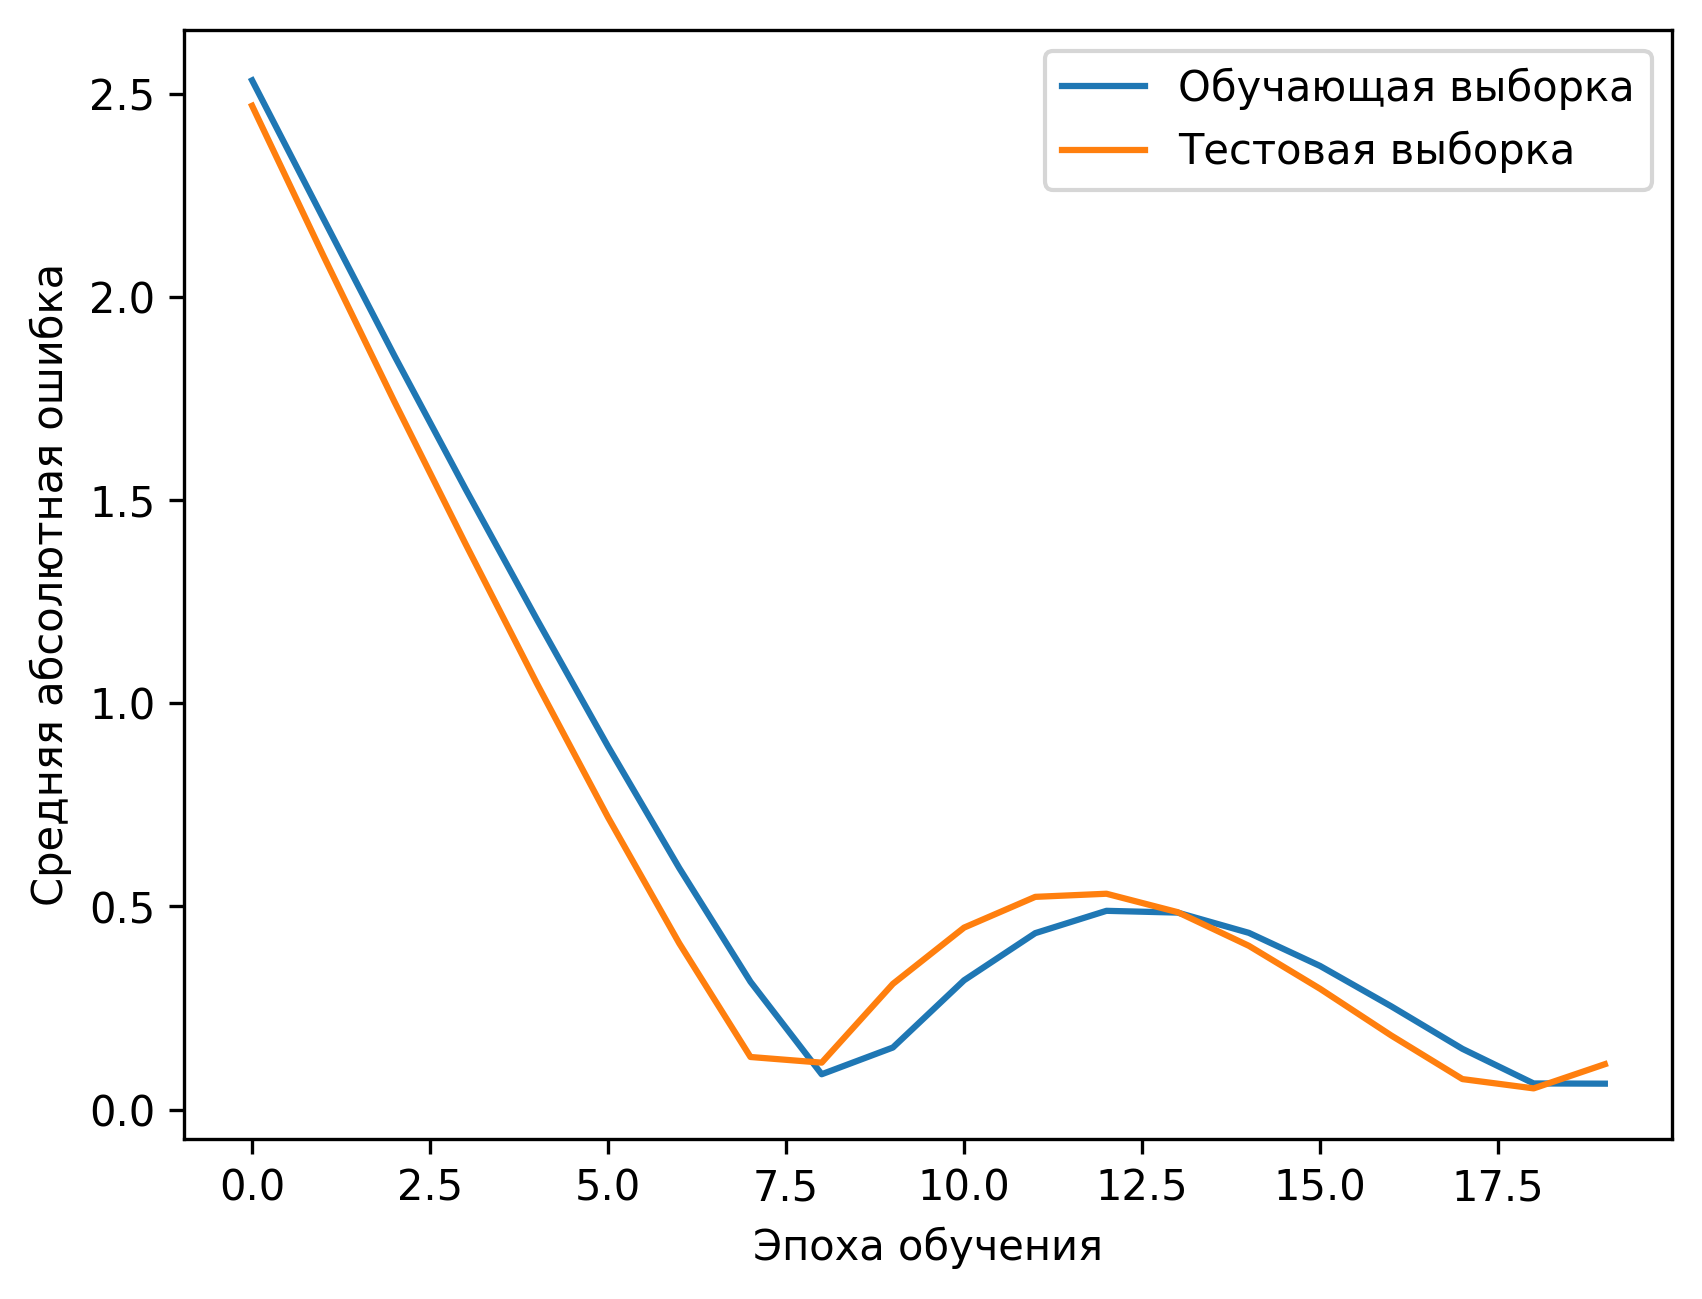 Обучающая выборка
Тестовая выборка
2.5
2.0
1.5
1.0
0.5
0.0
Средняя абсолютная ошибка
0.0 2.5 5.0 7.5 10.0 12.5 15.0 17.5
Эпоха обучения